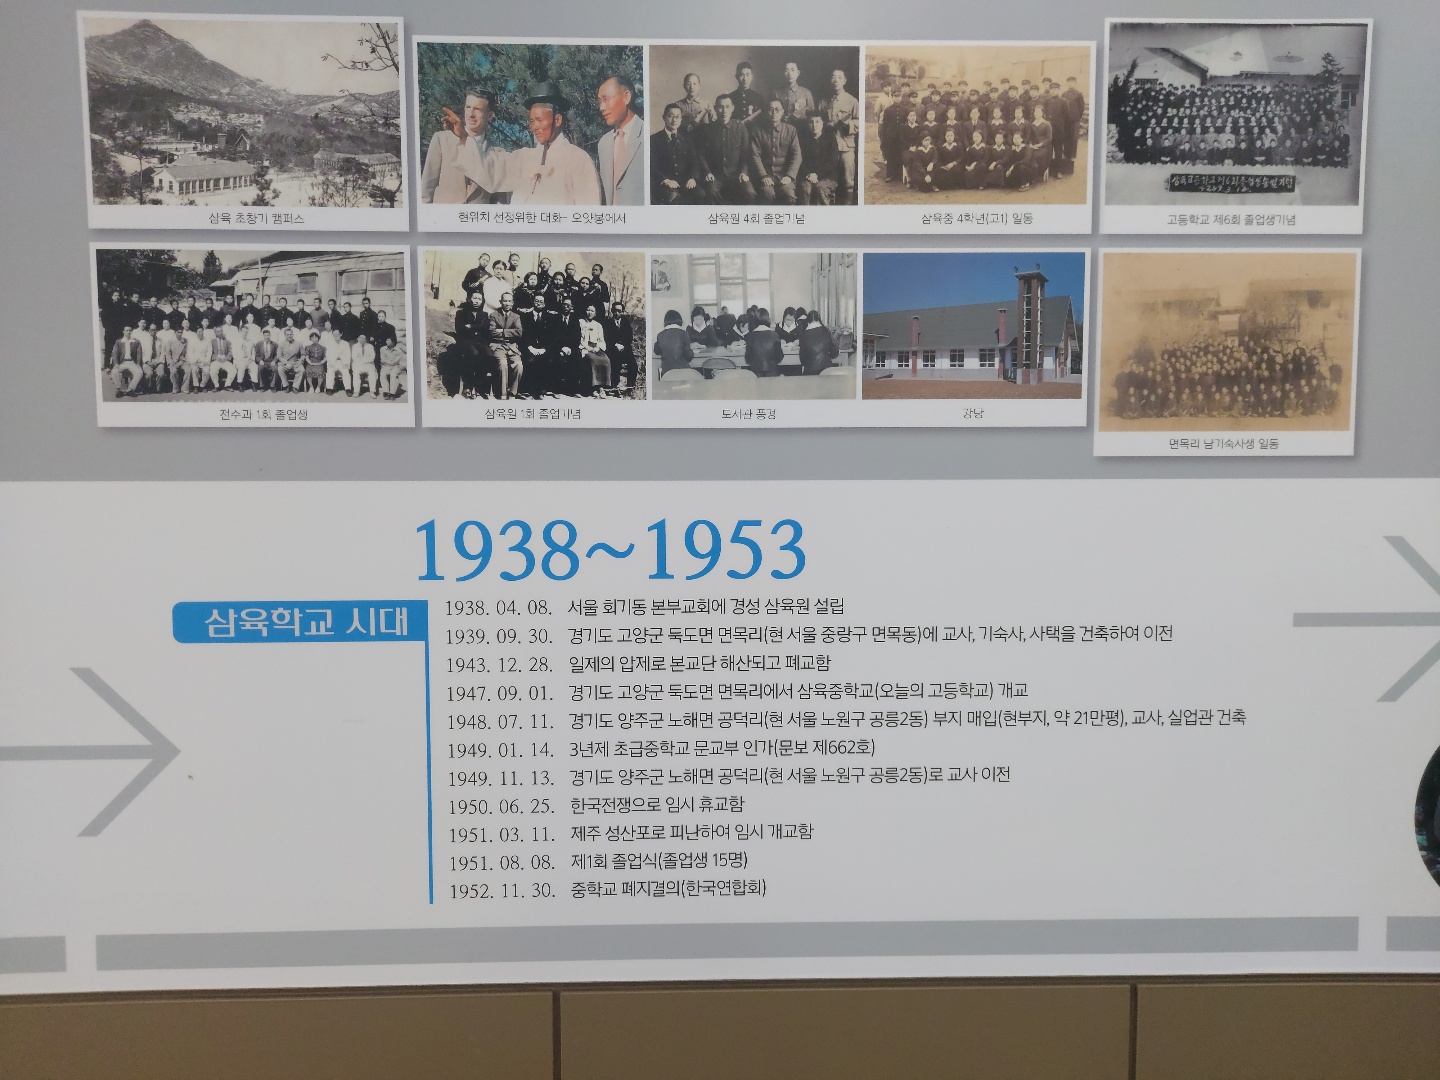 삼육 초창기 캠퍼스
현위치 선정위한 대화- 오얏봉에서
삼육원 4회 졸업기념
삼육중 4학년(고1) 일동
고등학교 제6회 졸업생기념
전수과 1회 졸업생
삼육원 1회 졸업기념
도서관 풍경
강당
면목리 남기숙사생 일동
1938~1953
삼육학교 시대
1938. 04. 08. 서울 회기동 본부교회에 경성 삼육원 설립
1939. 09. 30. 경기도 고양군 둑도면 면목리(현 서울 중랑구 면목동)에 교사, 기숙사, 사택을 건축하여 이전
1943. 12. 28. 일제의 압제로 본교단 해산되고 폐교함
1947. 09. 01. 경기도 고양군 둑도면 면목리에서 삼육중학교(오늘의 고등학교) 개교
1948. 07. 11. 경기도 양주군 노해면 공덕리(현 서울 노원구 공릉2동) 부지 매입(현부지, 약 21만평), 교사, 실업관 건축
1949. 01. 14. 3년제 초급중학교 문교부 인가(문보 제662호)
1949. 11. 13. 경기도 양주군 노해면 공덕리(현 서울 노원구 공릉2동)로 교사 이전
1950. 06. 25. 한국전쟁으로 임시 휴교함
1951. 03. 11. 제주 성산포로 피난하여 임시 개교함
1951. 08. 08. 제1회 졸업식(졸업생 15명)
1952. 11. 30. 중학교 폐지결의(한국연합회)